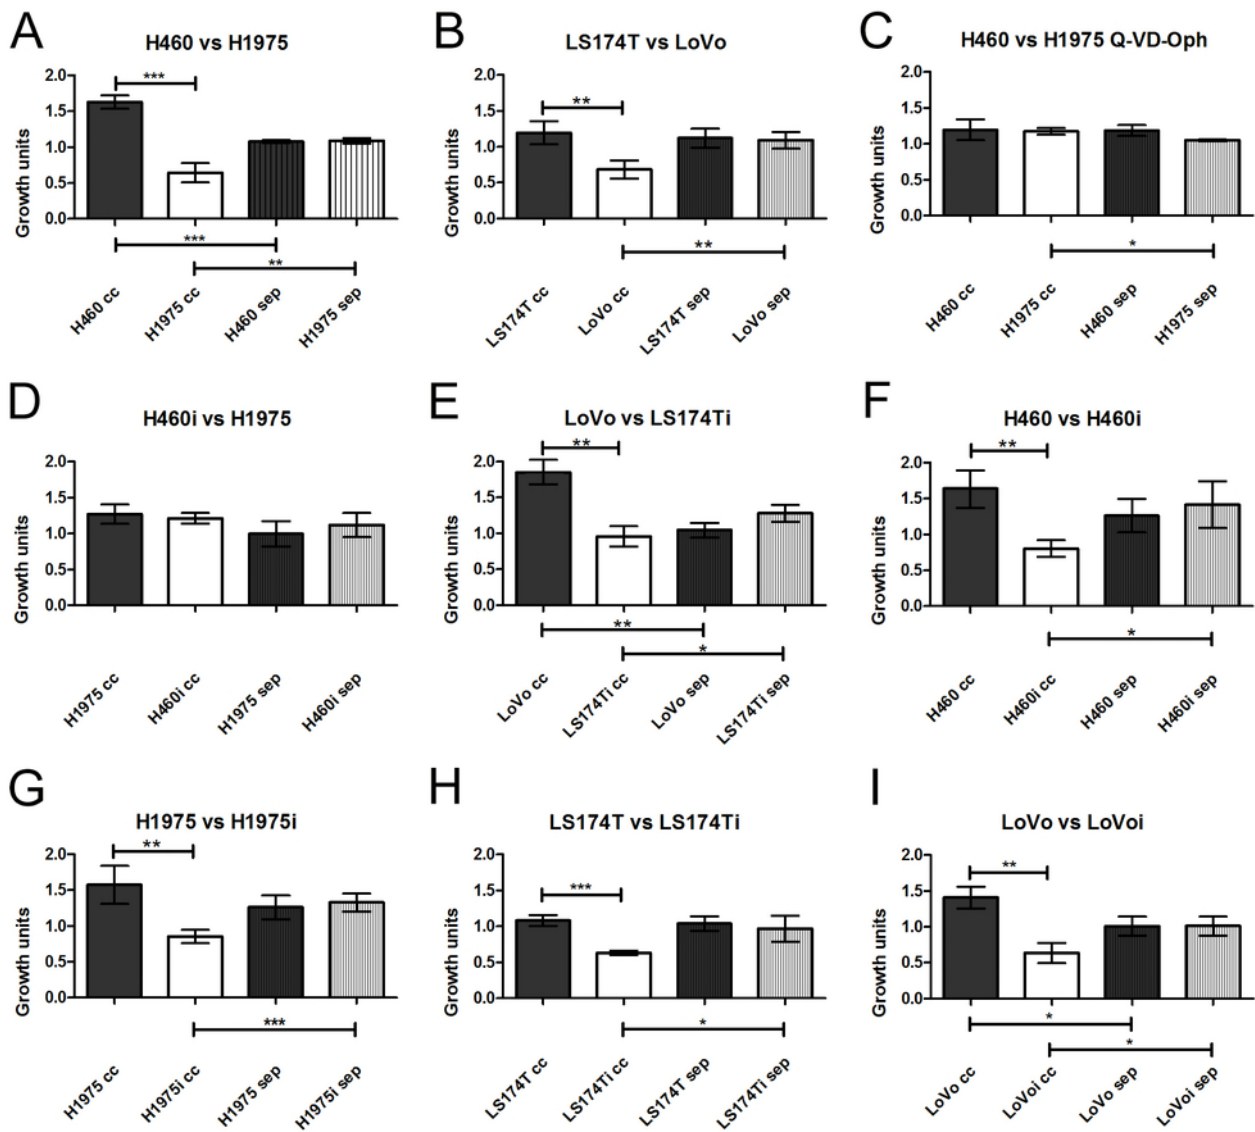 A
H460 vs H1975
Growth units
2.0
1.5
1.0
0.5
0.0
***
***
**
H460 cc
H1975 cc
H460 sep
H1975 sep
B
LS174T vs LoVo
Growth units
2.0
1.5
1.0
0.5
0.0
**
**
LS174T cc
LoVo cc
LS174T sep
LoVo sep
C
H460 vs H1975 Q-VD-Oph
Growth units
2.0
1.5
1.0
0.5
0.0
*
H460 cc
H1975 cc
H460 sep
H1975 sep
D
H460i vs H1975
Growth units
2.0
1.5
1.0
0.5
0.0
H1975 cc
H460i cc
H1975 sep
H460i sep
E
LoVo vs LS174Ti
Growth units
2.0
1.5
1.0
0.5
0.0
**
**
*
LoVo cc
LS174Ti cc
LoVo sep
LS174Ti sep
F
H460 vs H460i
Growth units
2.0
1.5
1.0
0.5
0.0
**
*
H460 cc
H460i cc
H460 sep
H460i sep
G
H1975 vs H1975i
Growth units
2.0
1.5
1.0
0.5
0.0
**
***
H1975 cc
H1975i cc
H1975 sep
H1975i sep
H
LS174T vs LS174Ti
Growth units
2.0
1.5
1.0
0.5
0.0
***
*
LS174T cc
LS174Ti cc
LS174T sep
LS174Ti sep
I
LoVo vs LoVoi
Growth units
2.0
1.5
1.0
0.5
0.0
**
*
*
LoVo cc
LoVoi cc
LoVo sep
LoVoi sep